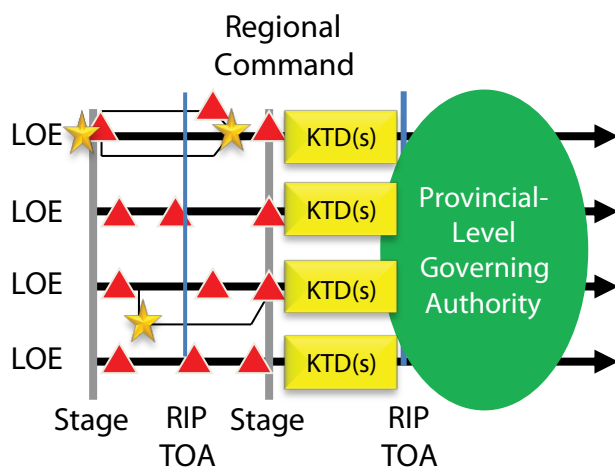 Regional
Command
LOE
KTD(s)
LOE
KTD(s)
LOE
KTD(s)
LOE
KTD(s)
Provincial-
Level
Governing
Authority
Stage
RIP
TOA
Stage
RIP
TOA